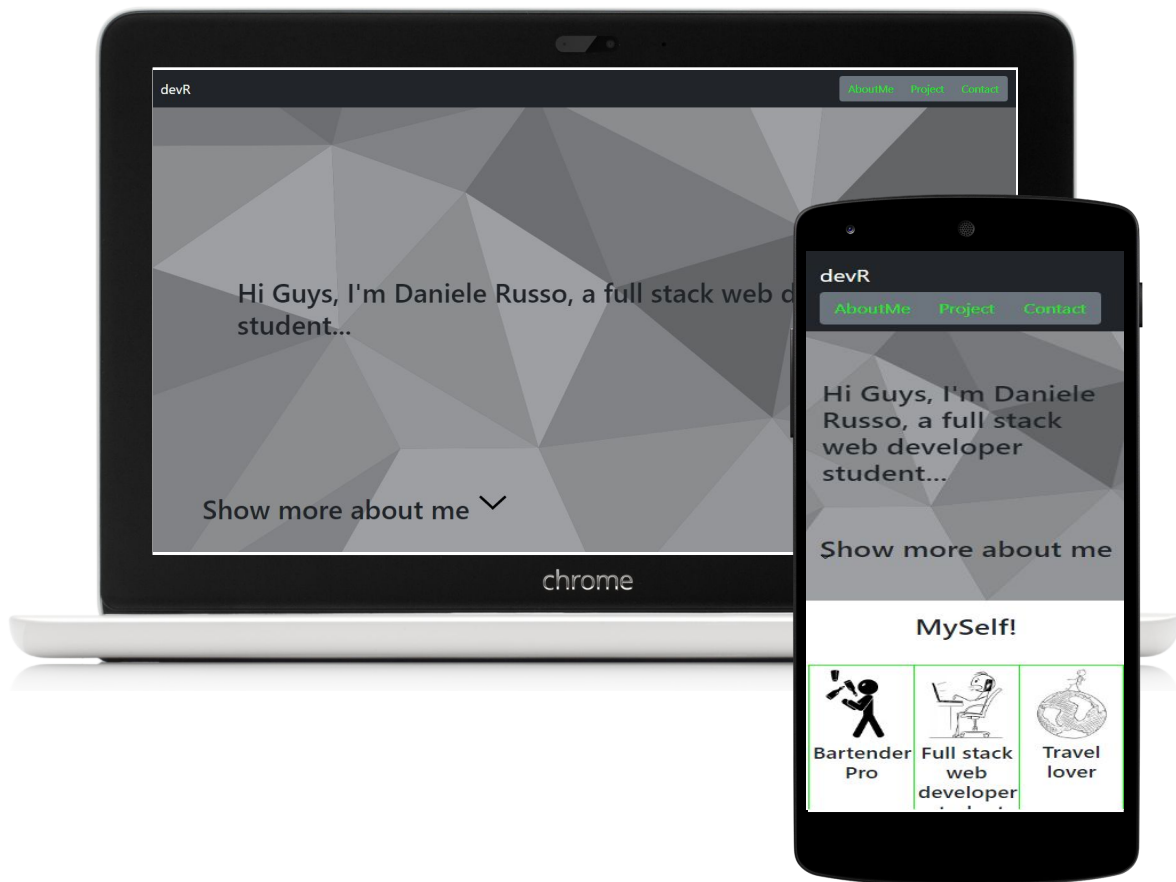 devR
AboutMe Project Contact
Hi Guys, I'm Daniele Russo, a full stack web d
student...
Show more about me
chrome
devR
AboutMe Project Contact
Hi Guys, I'm Daniele
Russo, a full stack
web developer
student...
Show more about me
MySelf!
Bartender
Pro
Full stack
web
developer
Travel
lover